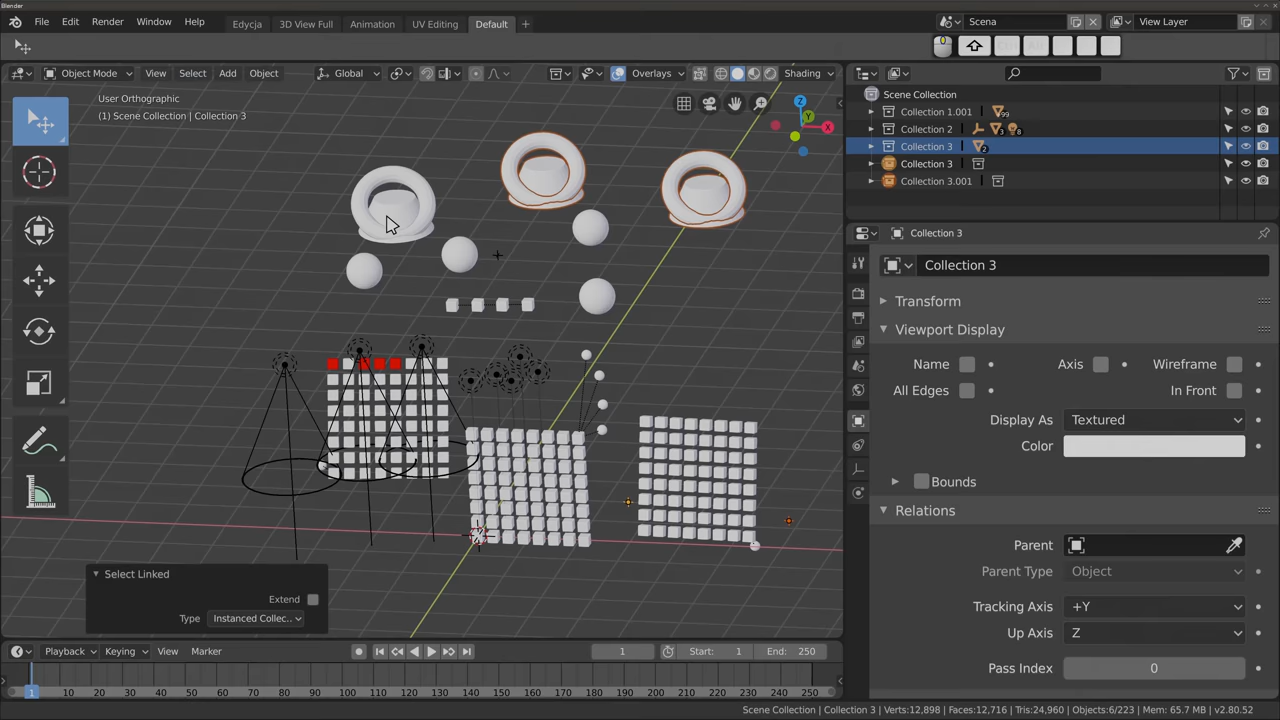 Blender
File Edit Render Window Help Edycja 3D View Full Animation UV Editing Default + Scena View Layer
Object Mode View Select Add Object Global Overlays Shading
User Orthographic
(1) Scene Collection | Collection 3
Z
Y
X
Scene Collection
Collection 1.001 99
Collection 2 3 8
Collection 3 2
Collection 3
Collection 3.001
Collection 3
Collection 3
Transform
Viewport Display
Name Axis Wireframe
All Edges In Front
Display As Textured
Color
Bounds
Relations
Parent
Parent Type Object
Tracking Axis +Y
Up Axis Z
Pass Index 0
Select Linked
Extend
Type Instanced Collec..
Playback Keying View Marker 1 Start: 1 End: 250
1 10 20 30 40 50 60 70 80 90 100 110 120 130 140 150 160 170 180 190 200 210 220 230 240 250
Scene Collection | Collection 3 | Verts:12,898 | Faces:12,716 | Tris:24,960 | Objects:6/223 | Mem: 65.7 MB | v2.80.52